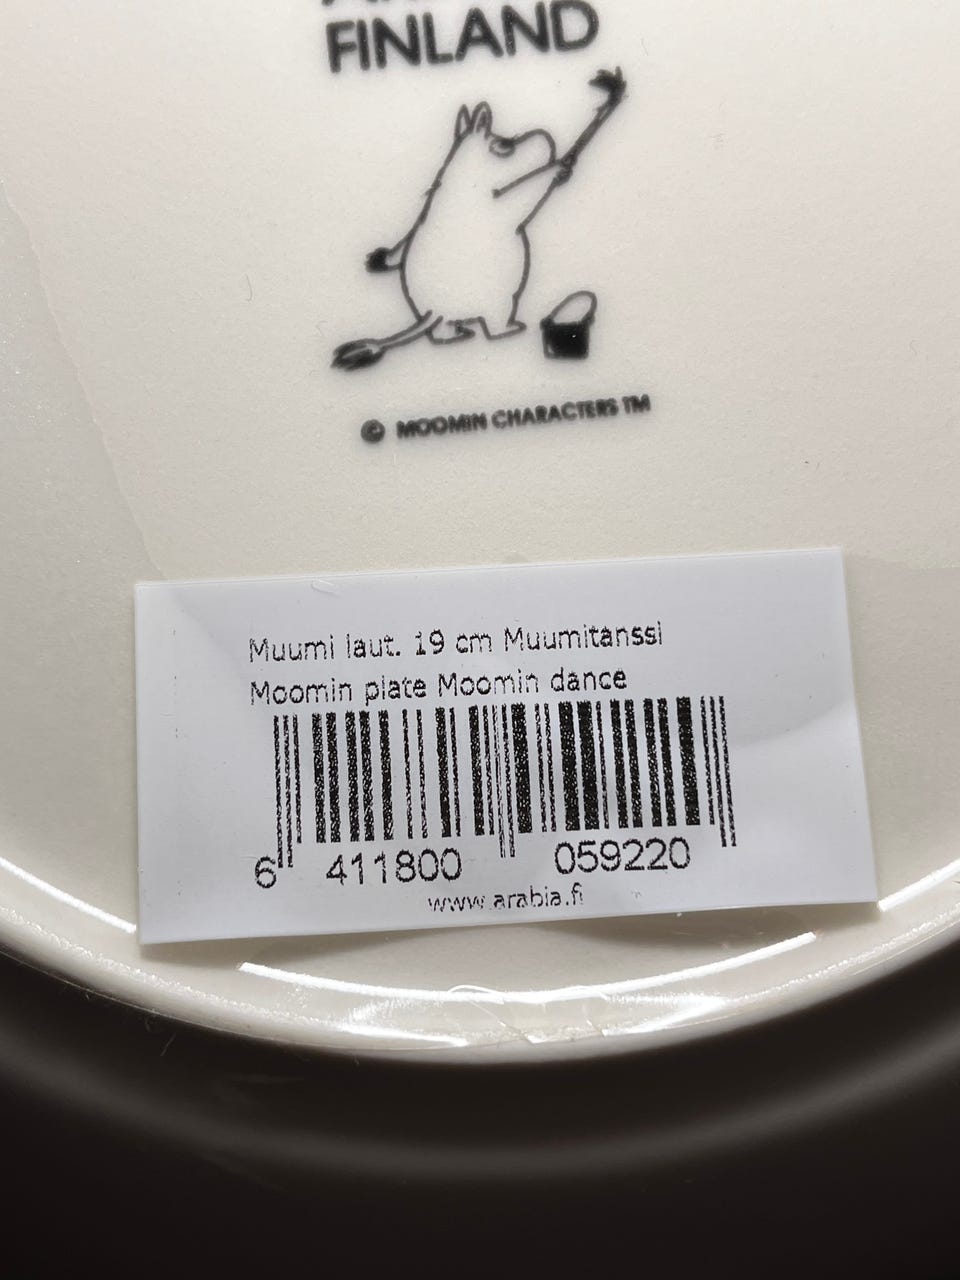 FINLAND
© MOOMIN CHARACTERS TM
Muumi laut. 19 cm Muumitanssi
Moomin plate Moomin dance
6 411800 059220
www.arabia.fi